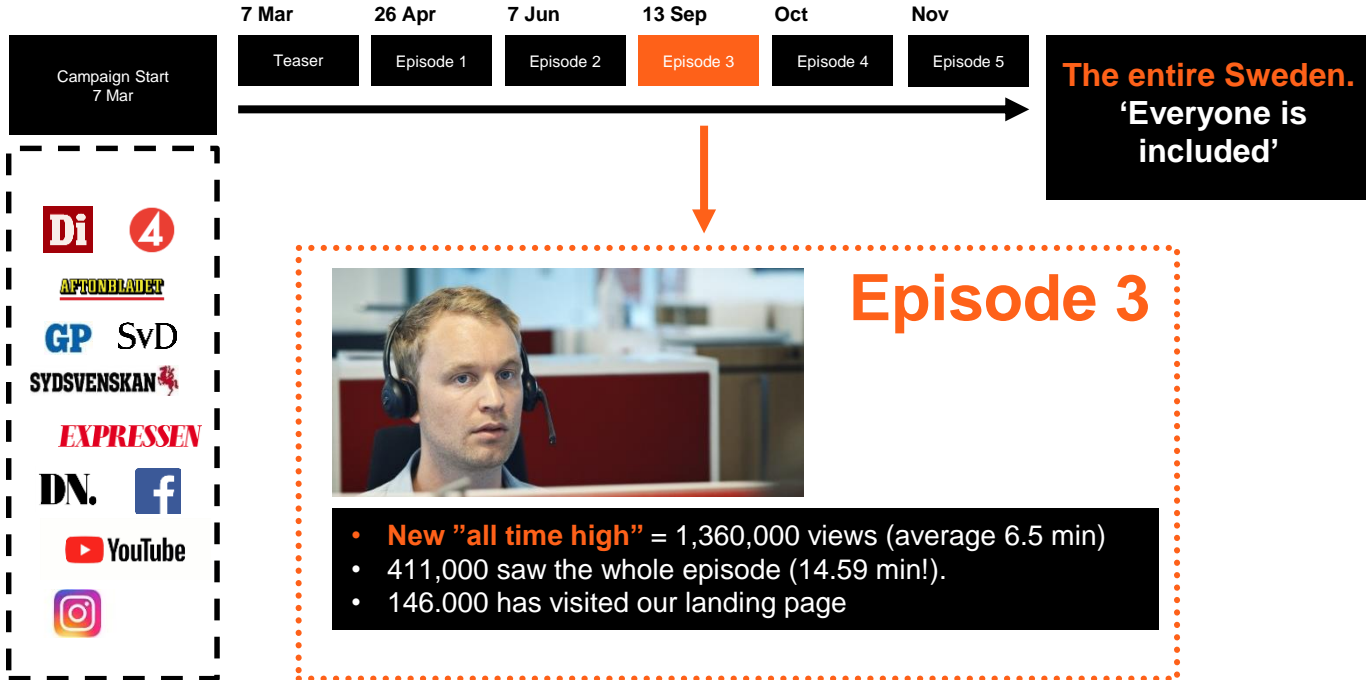 7 Mar
26 Apr
7 Jun
13 Sep
Oct
Nov
Campaign Start
7 Mar
Teaser
Episode 1
Episode 2
Episode 3
Episode 4
Episode 5
The entire Sweden.
‘Everyone is
included’
Di
4
AFTONBLADET
GP
SvD
SYDSVENSKAN
EXPRESSEN
DN.
f
YouTube
Episode 3
• New ”all time high” = 1,360,000 views (average 6.5 min)
• 411,000 saw the whole episode (14.59 min!).
• 146.000 has visited our landing page